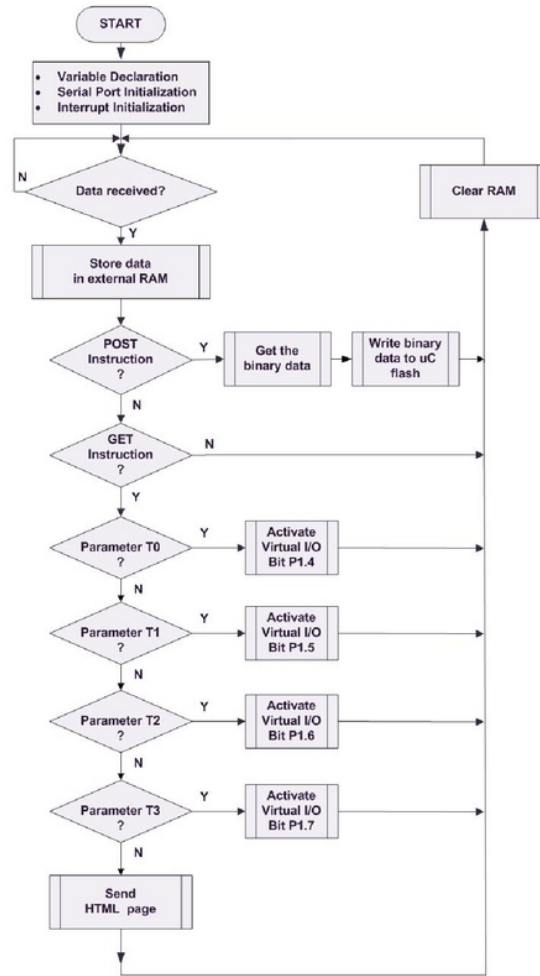 START
• Variable Declaration
• Serial Port Initialization
• Interrupt Initialization
N
Data received?
Clear RAM
Y
Store data
in external RAM
POST
Instruction
?
Y
Get the
binary data
Write binary
data to uC
flash
N
GET
Instruction
?
N
Y
Parameter T0
?
Y
Activate
Virtual I/O
Bit P1.4
N
Parameter T1
?
Y
Activate
Virtual I/O
Bit P1.5
N
Parameter T2
?
Y
Activate
Virtual I/O
Bit P1.6
N
Parameter T3
?
Y
Activate
Virtual I/O
Bit P1.7
N
Send
HTML page